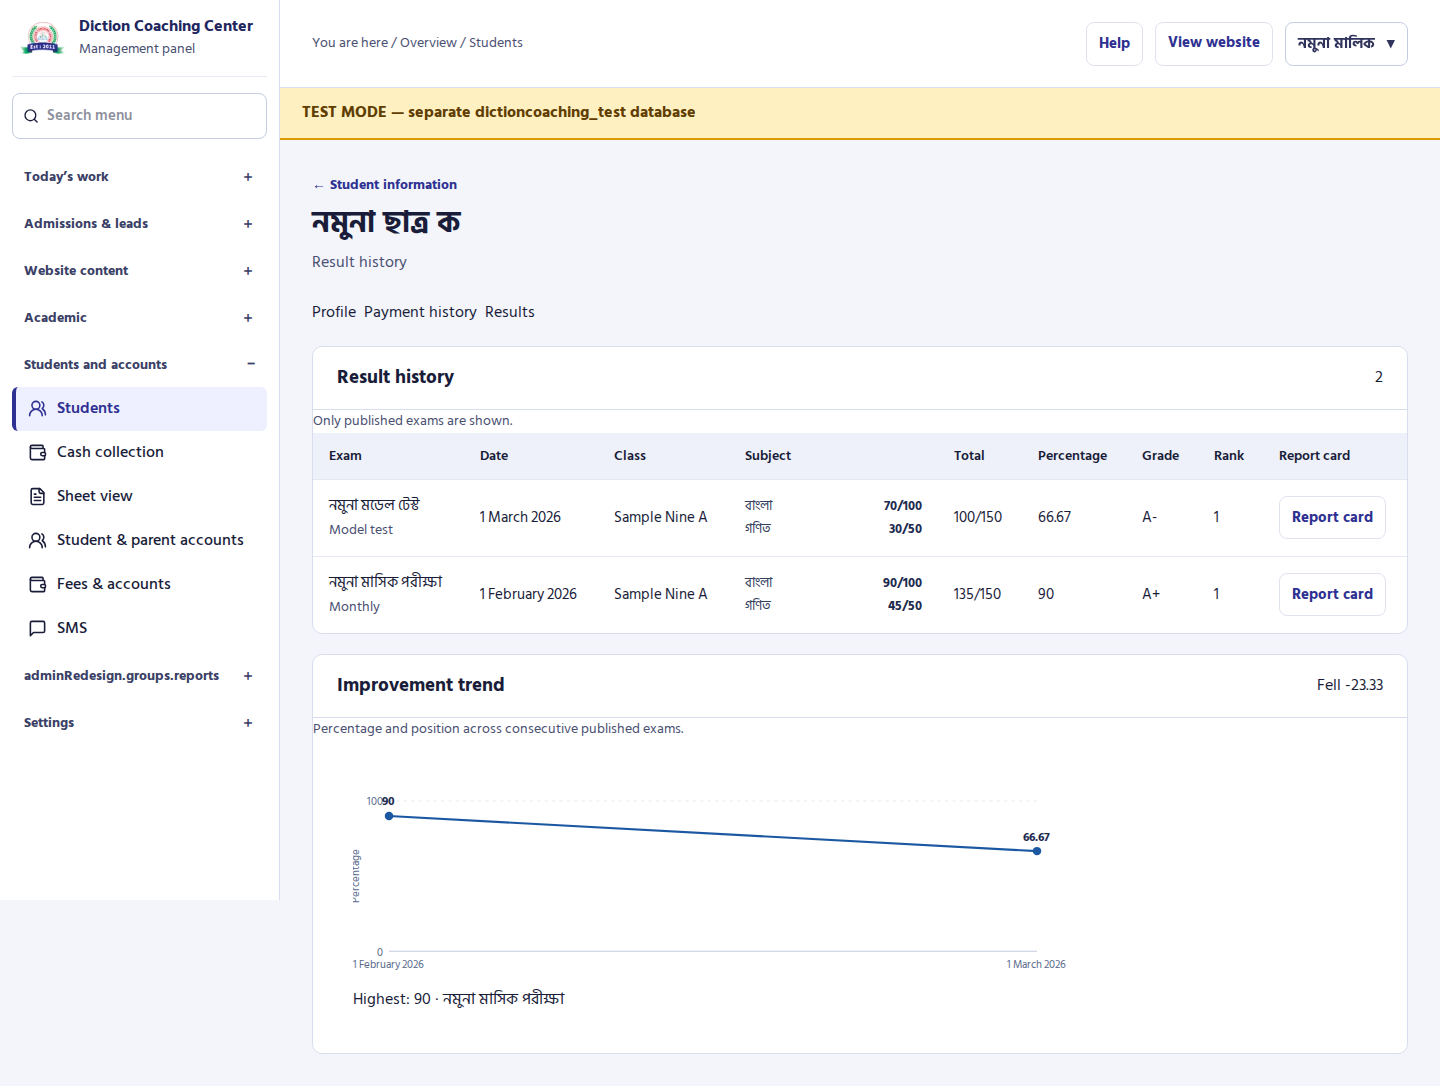 Diction Coaching Center
Management panel
Est : 2011
Search menu
Today's work +
Admissions & leads +
Website content +
Academic +
Students and accounts −
Students
Cash collection
Sheet view
Student & parent accounts
Fees & accounts
SMS
adminRedesign.groups.reports +
Settings +
You are here / Overview / Students
Help
View website
নমুনা মালিক ▼
TEST MODE — separate dictioncoaching_test database
← Student information
নমুনা ছাত্র ক
Result history
Profile Payment history Results
Result history 2
Only published exams are shown.
Exam Date Class Subject Total Percentage Grade Rank Report card
নমুনা মডেল টেস্ট
Model test
1 March 2026
Sample Nine A
বাংলা 70/100
গণিত 30/50
100/150
66.67
A-
1
Report card
নমুনা মাসিক পরীক্ষা
Monthly
1 February 2026
Sample Nine A
বাংলা 90/100
গণিত 45/50
135/150
90
A+
1
Report card
Improvement trend Fell -23.33
Percentage and position across consecutive published exams.
100
90
66.67
Percentage
0
1 February 2026 1 March 2026
Highest: 90 · নমুনা মাসিক পরীক্ষা